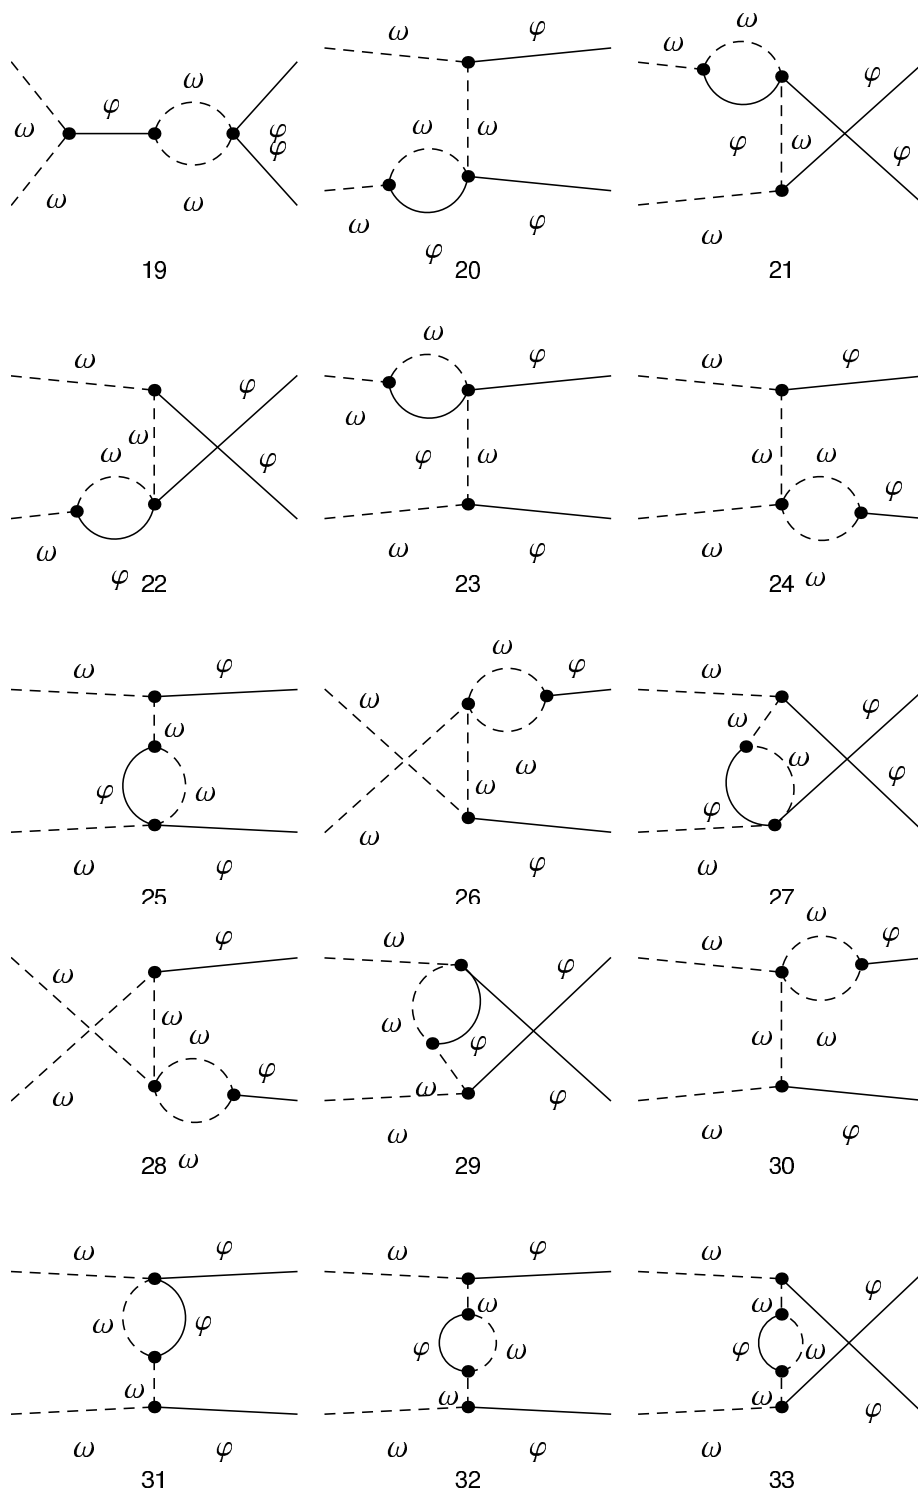 ω φ ω
ω φ ω φ
ω φ ω ω φ ω φ
φ
ω ω φ
ω ω φ ω
φ
19 20 21
ω ω φ ω φ
φ
ω ω φ φ ω ω ω
ω φ
ω φ ω φ ω
φ 22 23 24 ω
ω φ ω φ ω
ω ω φ
ω ω ω
φ ω ω ω φ
φ
ω φ ω φ ω
25 26 27
ω
φ ω ω φ
ω φ
ω ω φ ω ω
ω φ
ω ω φ
ω ω φ
28 ω 29 30
ω φ ω φ ω
φ
ω φ ω ω
φ ω φ ω
ω ω ω φ
ω φ ω φ ω
31 32 33